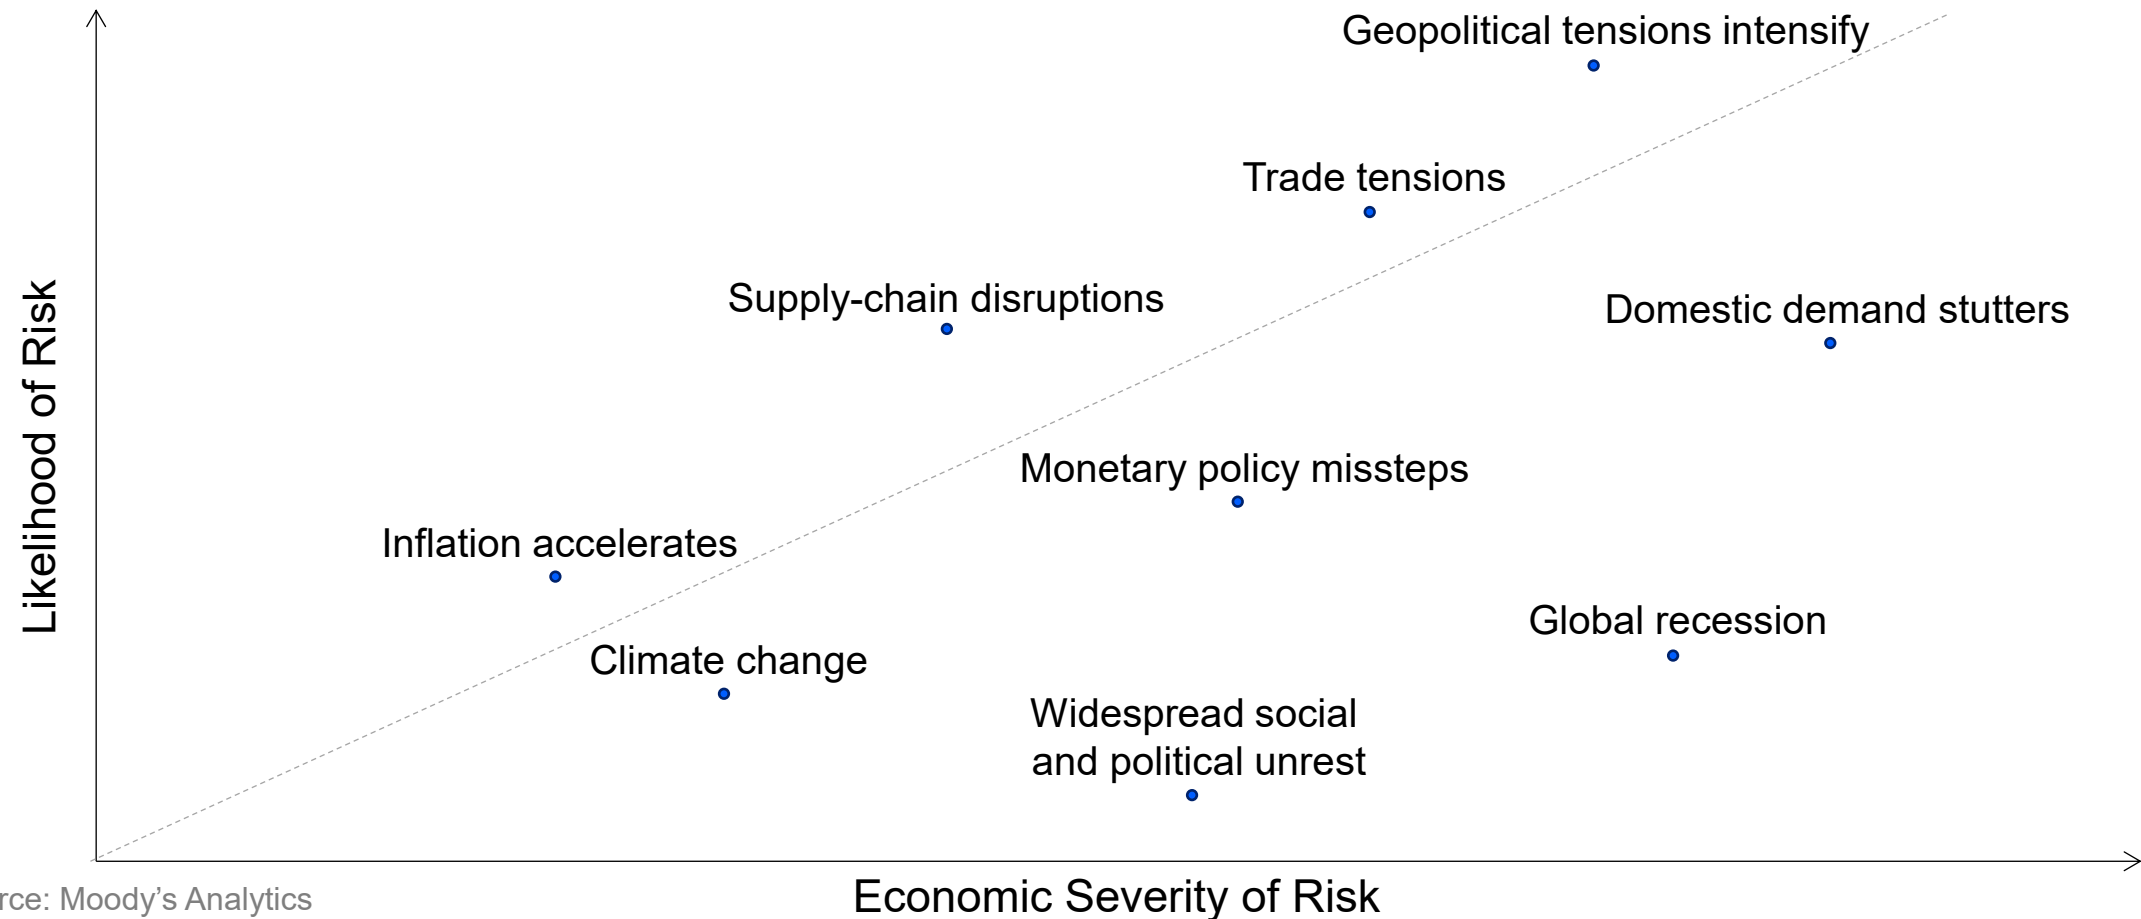 Geopolitical tensions intensify
Trade tensions
Supply-chain disruptions
Domestic demand stutters
Likelihood of Risk
Monetary policy missteps
Inflation accelerates
Global recession
Climate change
Widespread social
and political unrest
Economic Severity of Risk
rce: Moody’s Analytics